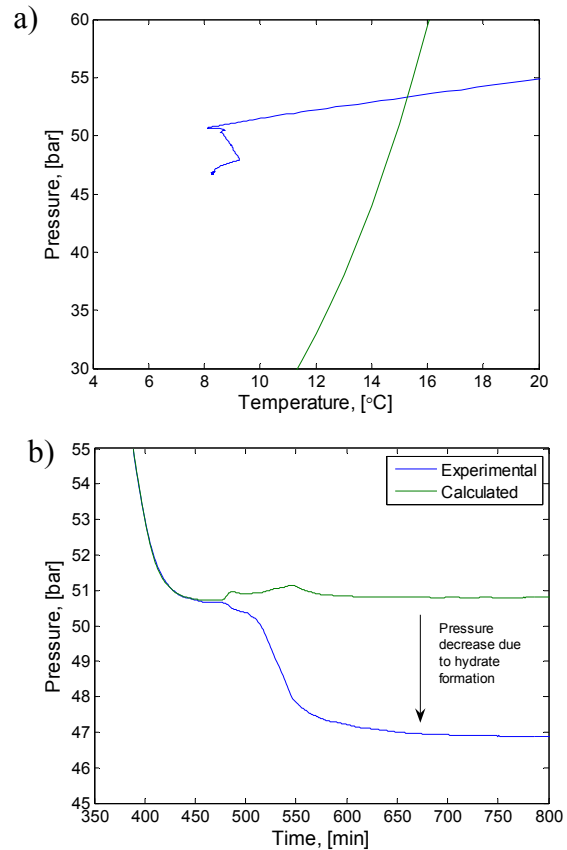 a)
60
55
50
45
40
35
30
Pressure, [bar]
4 6 8 10 12 14 16 18 20
Temperature, [°C]
b)
55
54
53
52
51
50
49
48
47
46
45
Pressure, [bar]
Experimental
Calculated
Pressure
decrease due
to hydrate
formation
350 400 450 500 550 600 650 700 750 800
Time, [min]